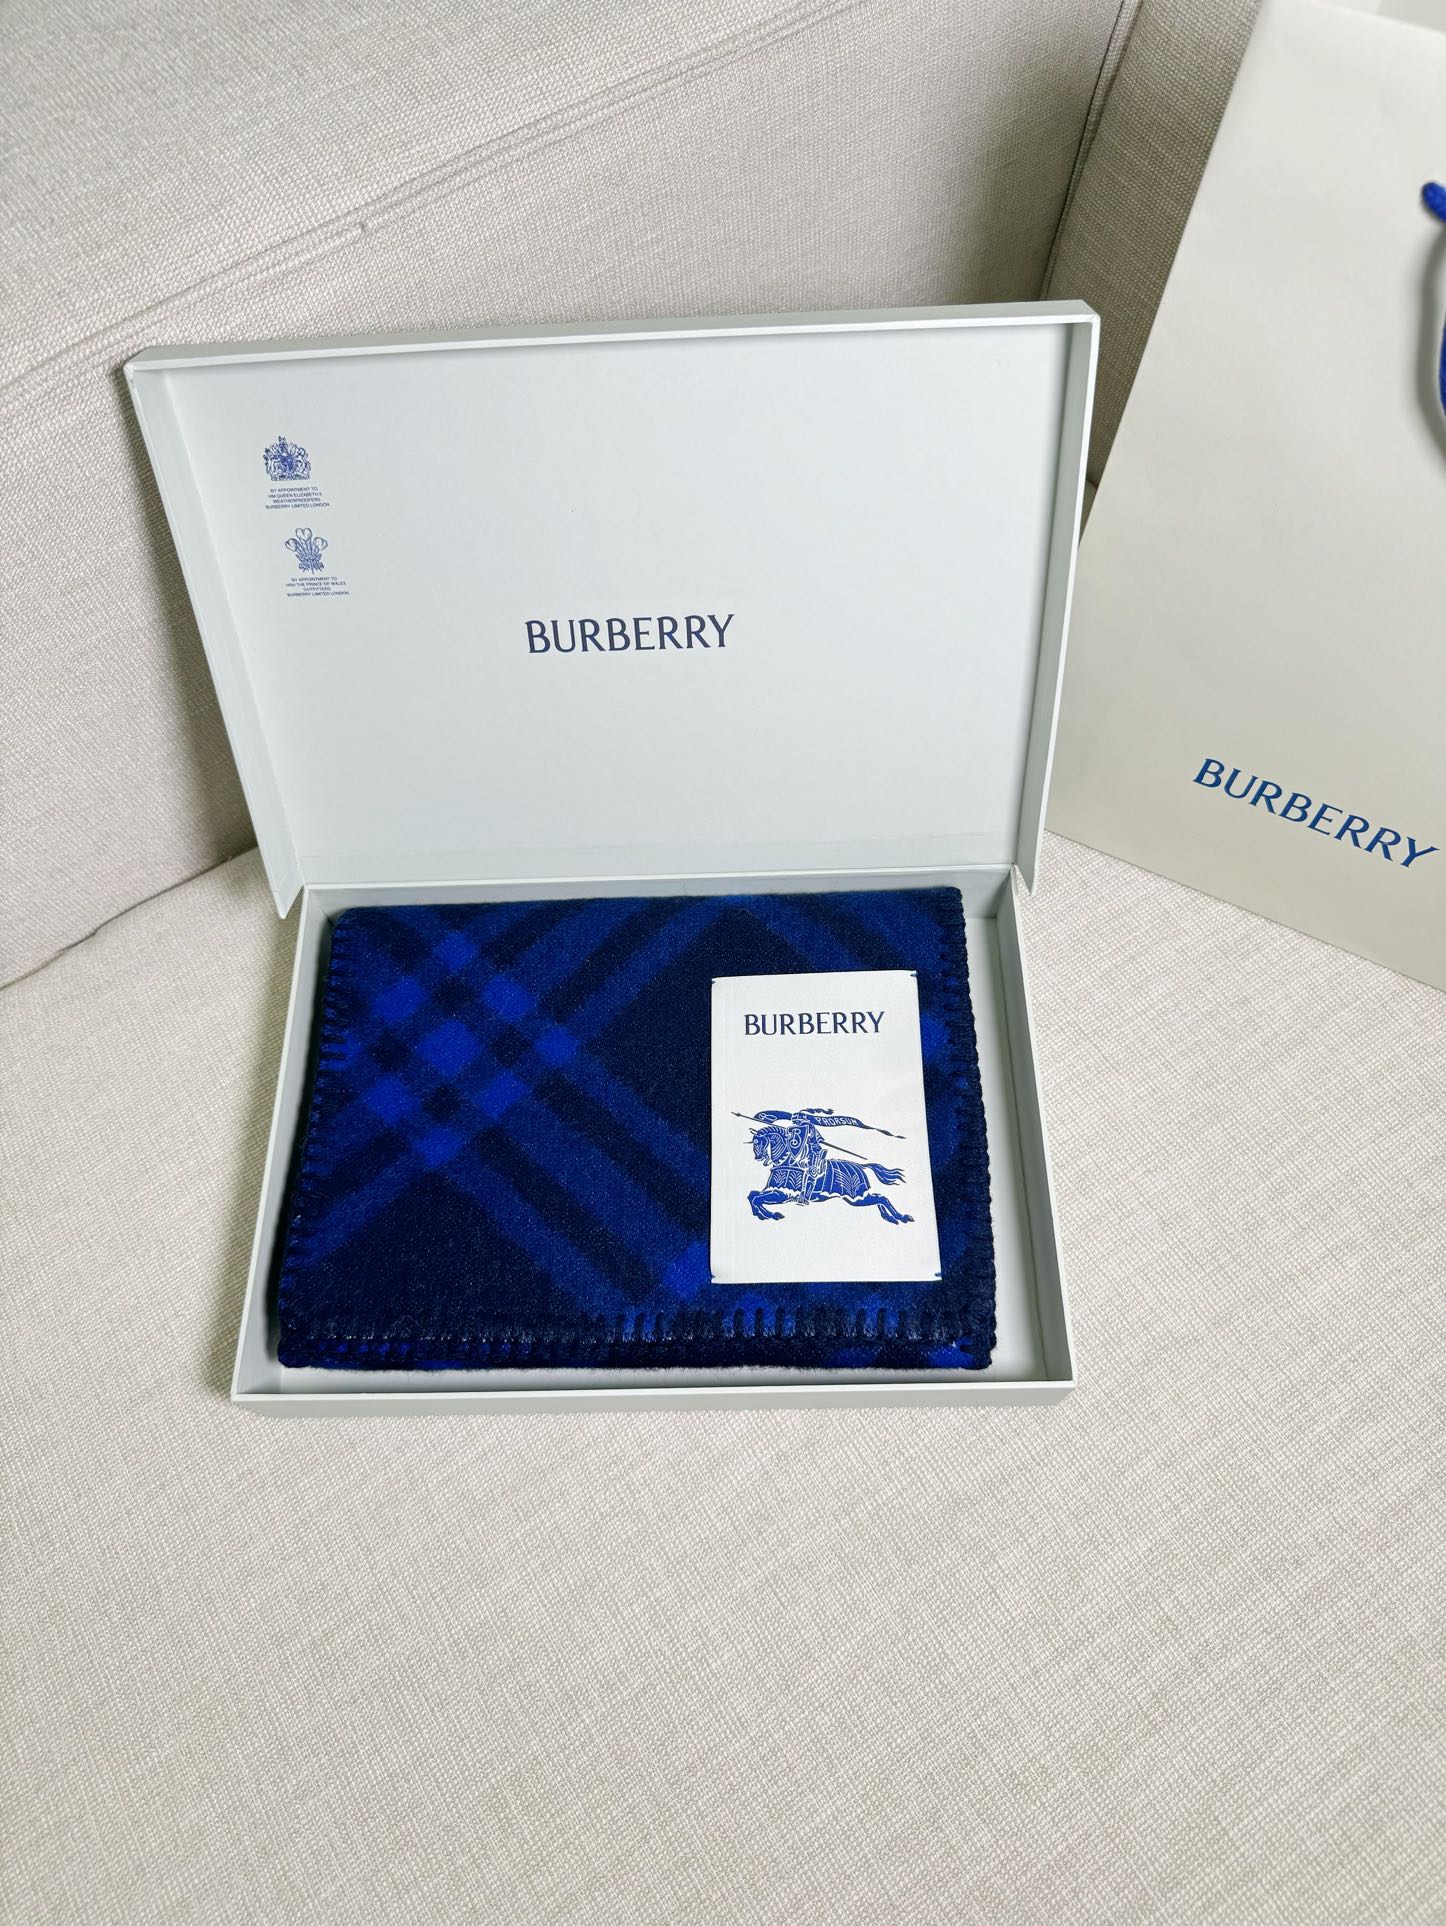 BY APPOINTMENT TO
HM QUEEN ELIZABETH II
WEATHERPROOFERS
BURBERRY LIMITED LONDON
BY APPOINTMENT TO
HRH THE PRINCE OF WALES
OUTFITTERS
BURBERRY LIMITED LONDON
BURBERRY
BURBERRY
BURBERRY
PRORSUM